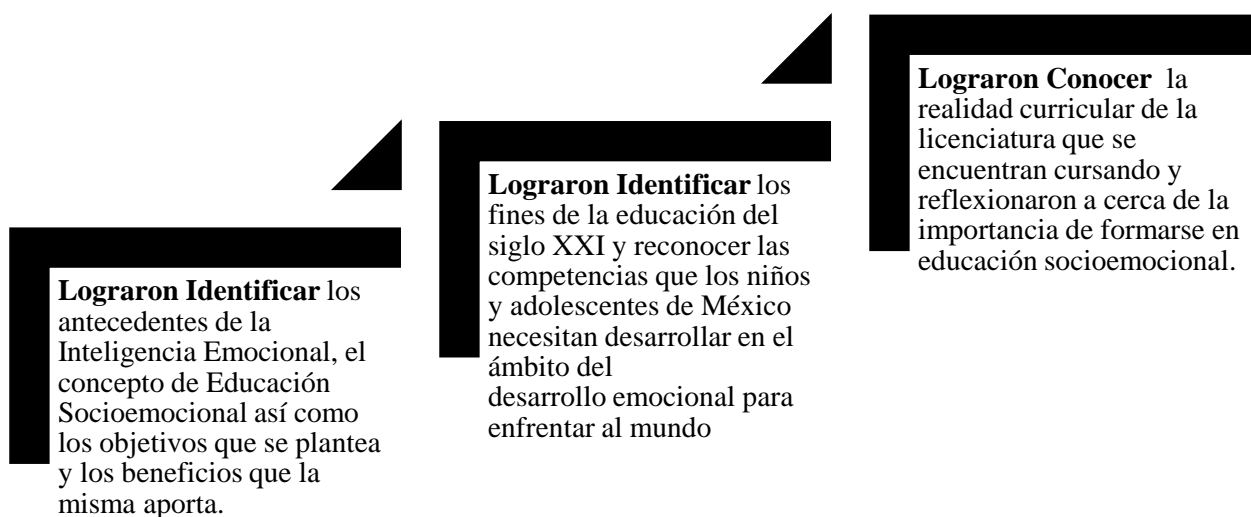 Lograron Identificar los
antecedentes de la
Inteligencia Emocional, el
concepto de Educación
Socioemocional así como
los objetivos que se plantea
y los beneficios que la
misma aporta.
Lograron Identificar los
fines de la educación del
siglo XXI y reconocer las
competencias que los niños
y adolescentes de México
necesitan desarrollar en el
ámbito del
desarrollo emocional para
enfrentar al mundo
Lograron Conocer la
realidad curricular de la
licenciatura que se
encuentran cursando y
reflexionaron a cerca de la
importancia de formarse en
educación socioemocional.